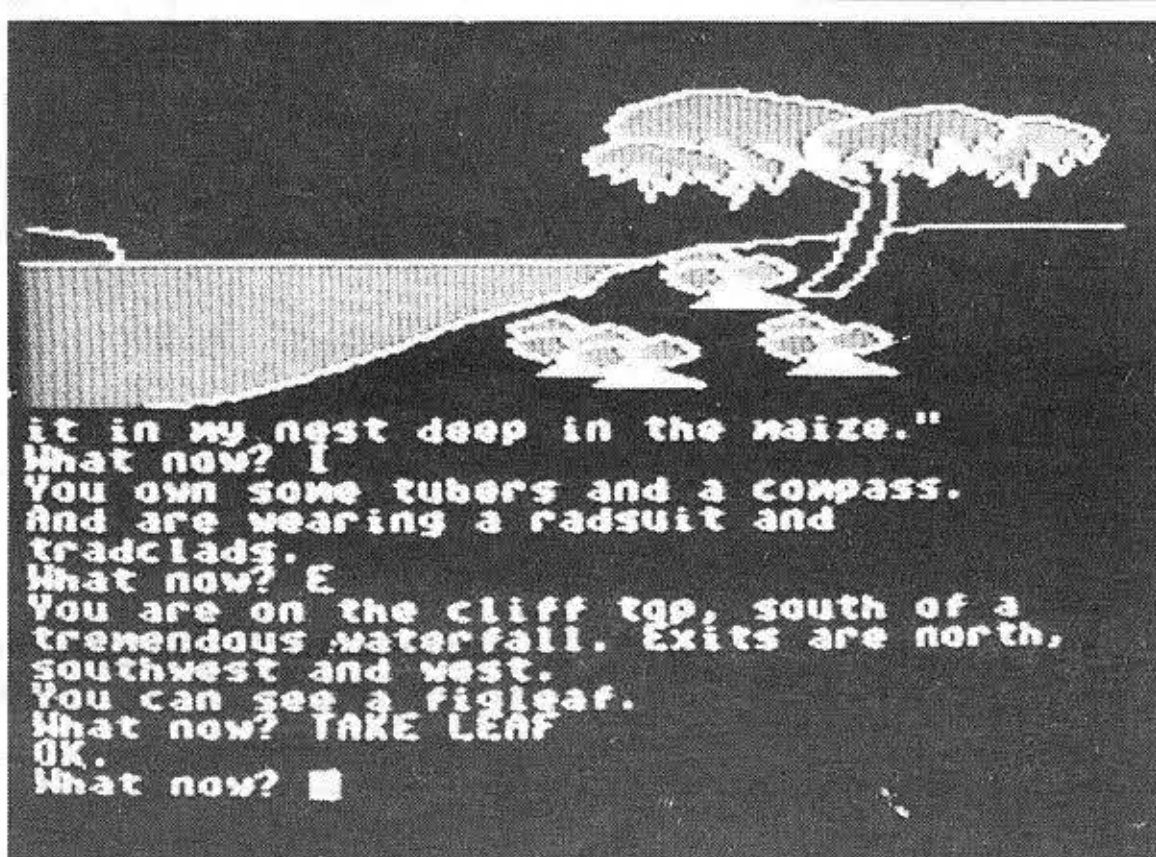 it in my nest deep in the maize."
What now? I
You own some tubers and a compass.
And are wearing a radsuit and
tradclads.
What now? E
You are on the cliff top, south of a
tremendous waterfall. Exits are north,
southwest and west.
You can see a figleaf.
What now? TAKE LEAF
OK.
What now?